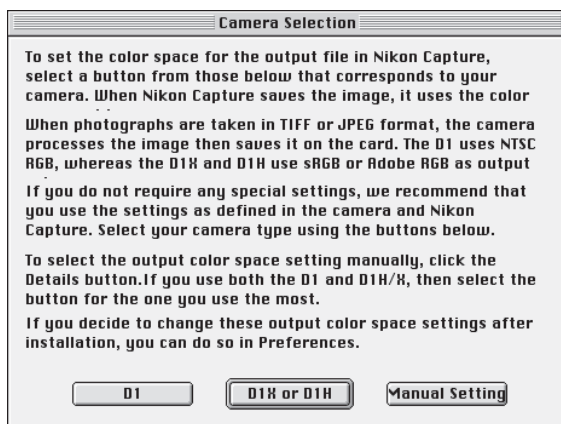 Camera Selection
To set the color space for the output file in Nikon Capture,
select a button from those below that corresponds to your
camera. When Nikon Capture saves the image, it uses the color
When photographs are taken in TIFF or JPEG format, the camera
processes the image then saves it on the card. The D1 uses NTSC
RGB, whereas the D1X and D1H use sRGB or Adobe RGB as output
If you do not require any special settings, we recommend that
you use the settings as defined in the camera and Nikon
Capture. Select your camera type using the buttons below.
To select the output color space setting manually, click the
Details button.If you use both the D1 and D1H/X, then select the
button for the one you use the most.
If you decide to change these output color space settings after
installation, you can do so in Preferences.
D1
D1X or D1H
Manual Setting